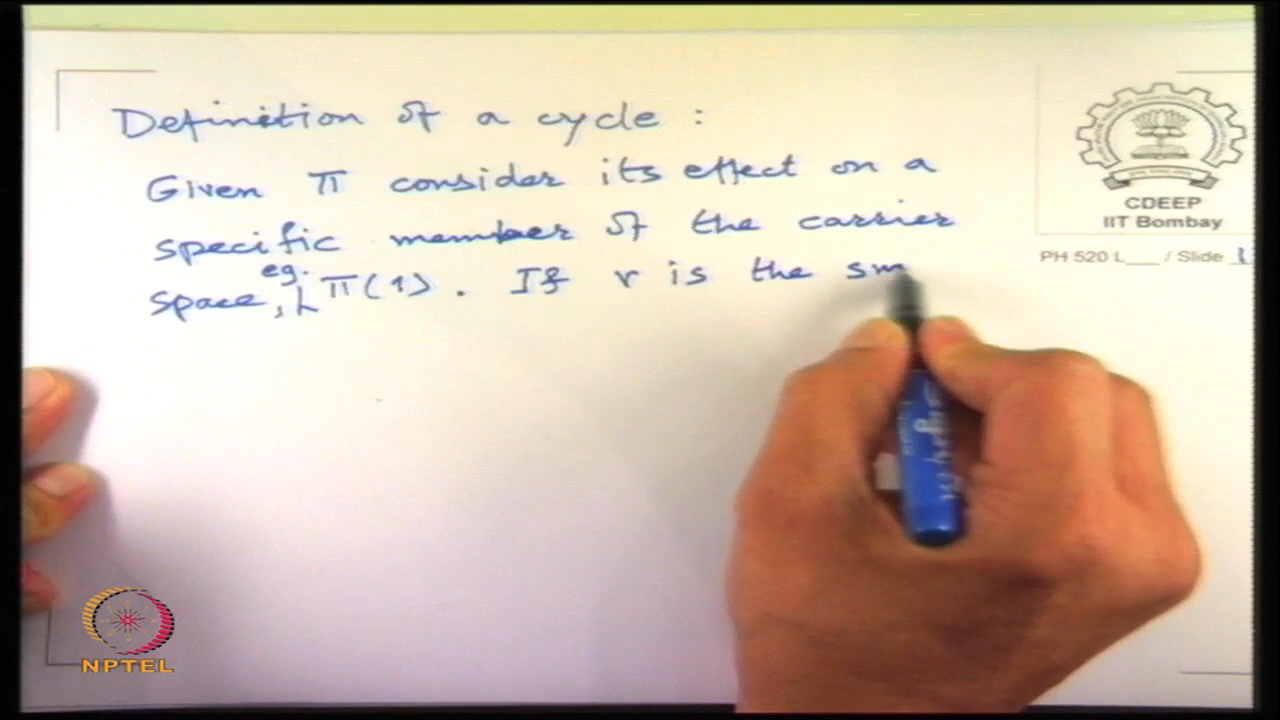 Definition of a cycle :
Given π consider its effect on a
specific member of the carrier
space, eg. π(1). If r is the sm
CDEEP
IIT Bombay
PH 520 L___ / Slide 1
NPTEL